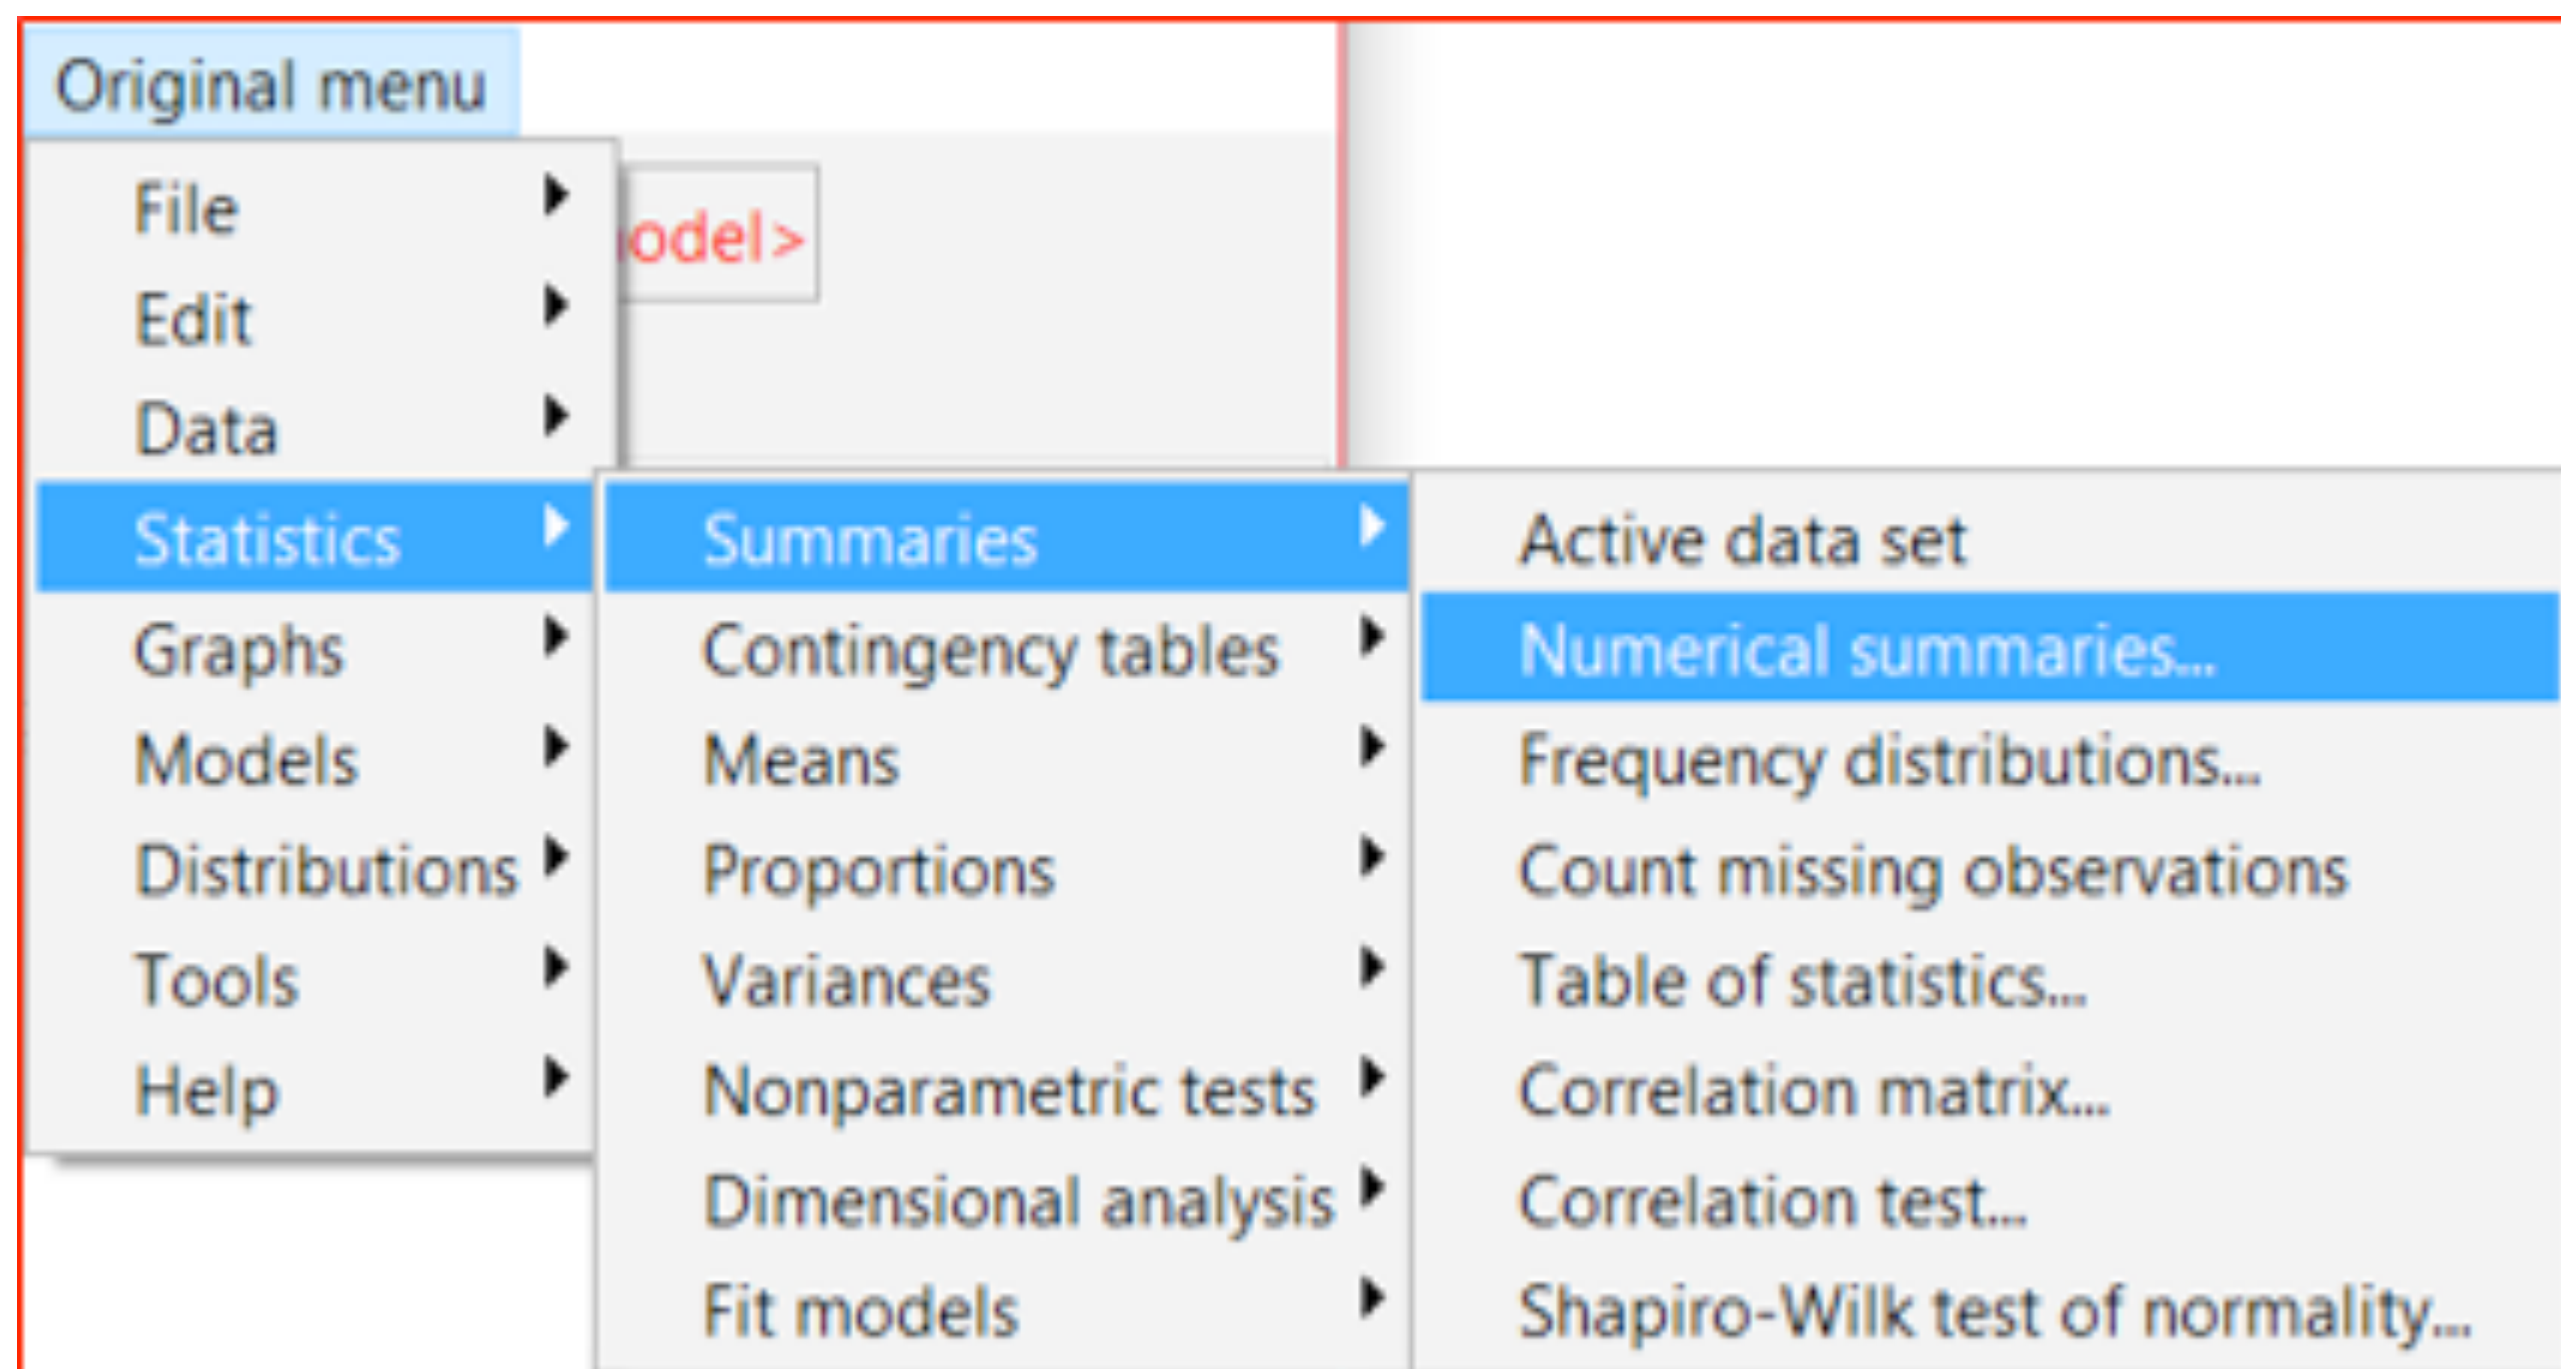 Original menu
File
odel>
Edit
Data
Statistics
Summaries
Active data set
Graphs
Contingency tables
Numerical summaries...
Models
Means
Frequency distributions...
Distributions
Proportions
Count missing observations
Tools
Variances
Table of statistics...
Help
Nonparametric tests
Correlation matrix...
Dimensional analysis
Correlation test...
Fit models
Shapiro-Wilk test of normality...